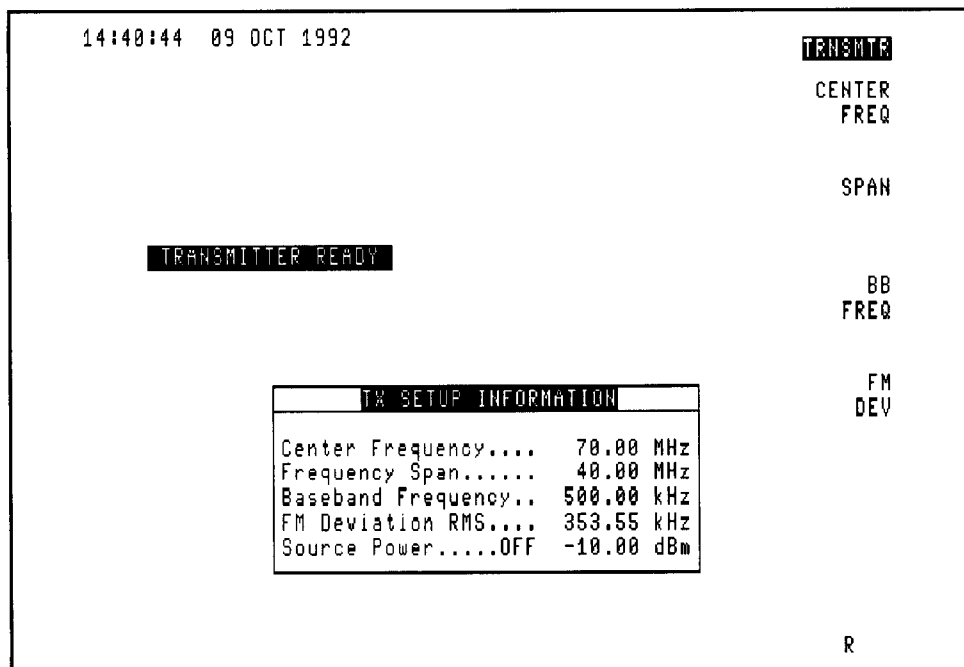 14:40:44 09 OCT 1992
TRNSMTR
CENTER
FREQ
SPAN
TRANSMITTER READY
BB
FREQ
FM
DEV
TX SETUP INFORMATION
Center Frequency.... 70.00 MHz
Frequency Span...... 40.00 MHz
Baseband Frequency.. 500.00 kHz
FM Deviation RMS.... 353.55 kHz
Source Power.....OFF -10.00 dBm
R